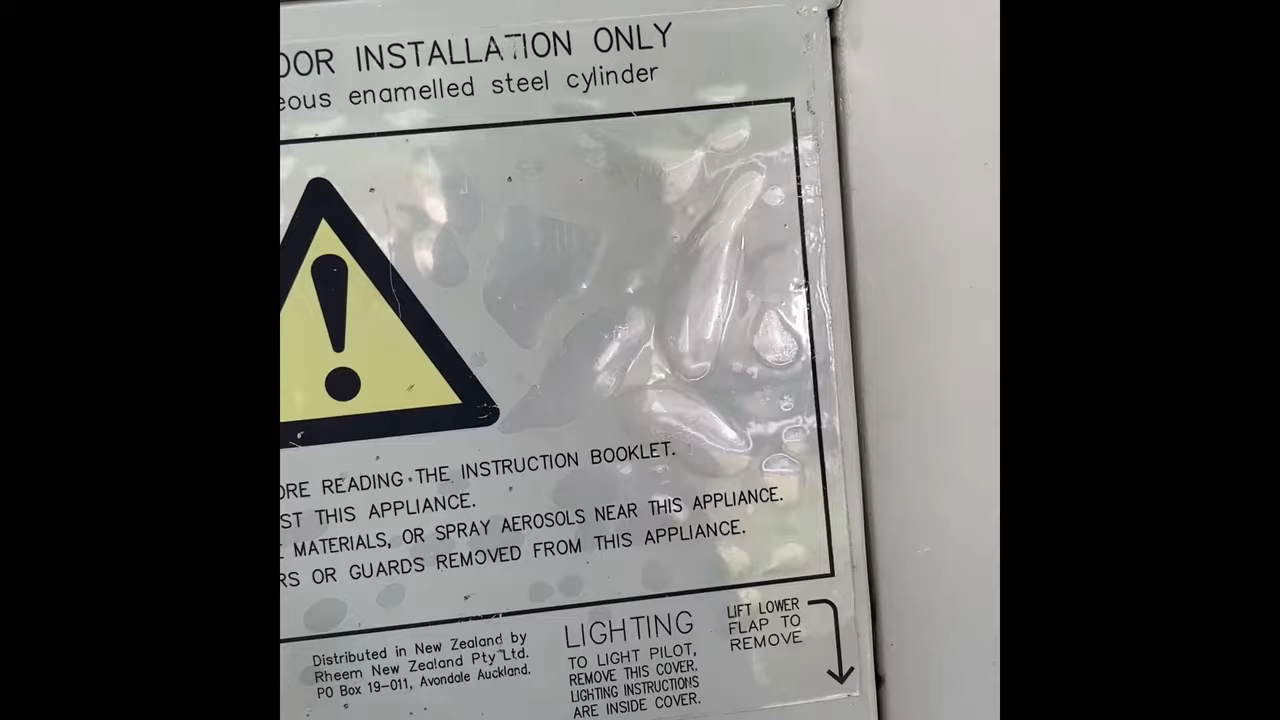 OOR INSTALLATION ONLY
eous enamelled steel cylinder
ORE READING THE INSTRUCTION BOOKLET.
ST THIS APPLIANCE.
E MATERIALS, OR SPRAY AEROSOLS NEAR THIS APPLIANCE.
RS OR GUARDS REMOVED FROM THIS APPLIANCE.
Distributed in New Zealand by
Rheem New Zealand Pty Ltd.
PO Box 19-011, Avondale Auckland.
LIGHTING
TO LIGHT PILOT,
REMOVE THIS COVER.
LIGHTING INSTRUCTIONS
ARE INSIDE COVER.
LIFT LOWER
FLAP TO
REMOVE